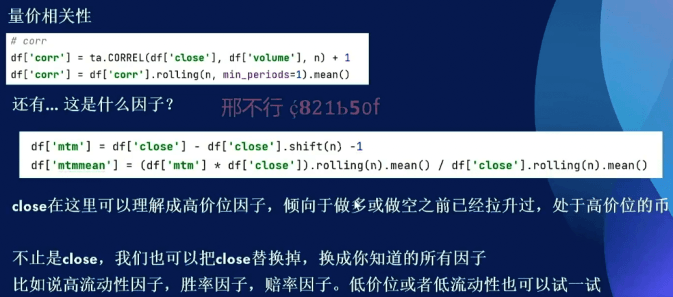 量价相关性
# corr
df['corr'] = ta.CORREL(df['close'], df['volume'], n) + 1
df['corr'] = df['corr'].rolling(n, min_periods=1).mean()
还有... 这是什么因子？
邢不行 ¢821b5of
df['mtm'] = df['close'] - df['close'].shift(n) -1
df['mtmmean'] = (df['mtm'] * df['close']).rolling(n).mean() / df['close'].rolling(n).mean()
close在这里可以理解成高价位因子，倾向于做多或做空之前已经拉升过，处于高价位的币
不止是close，我们也可以把close替换掉，换成你知道的所有因子
比如说高流动性因子，胜率因子，赔率因子。低价位或者低流动性也可以试一试